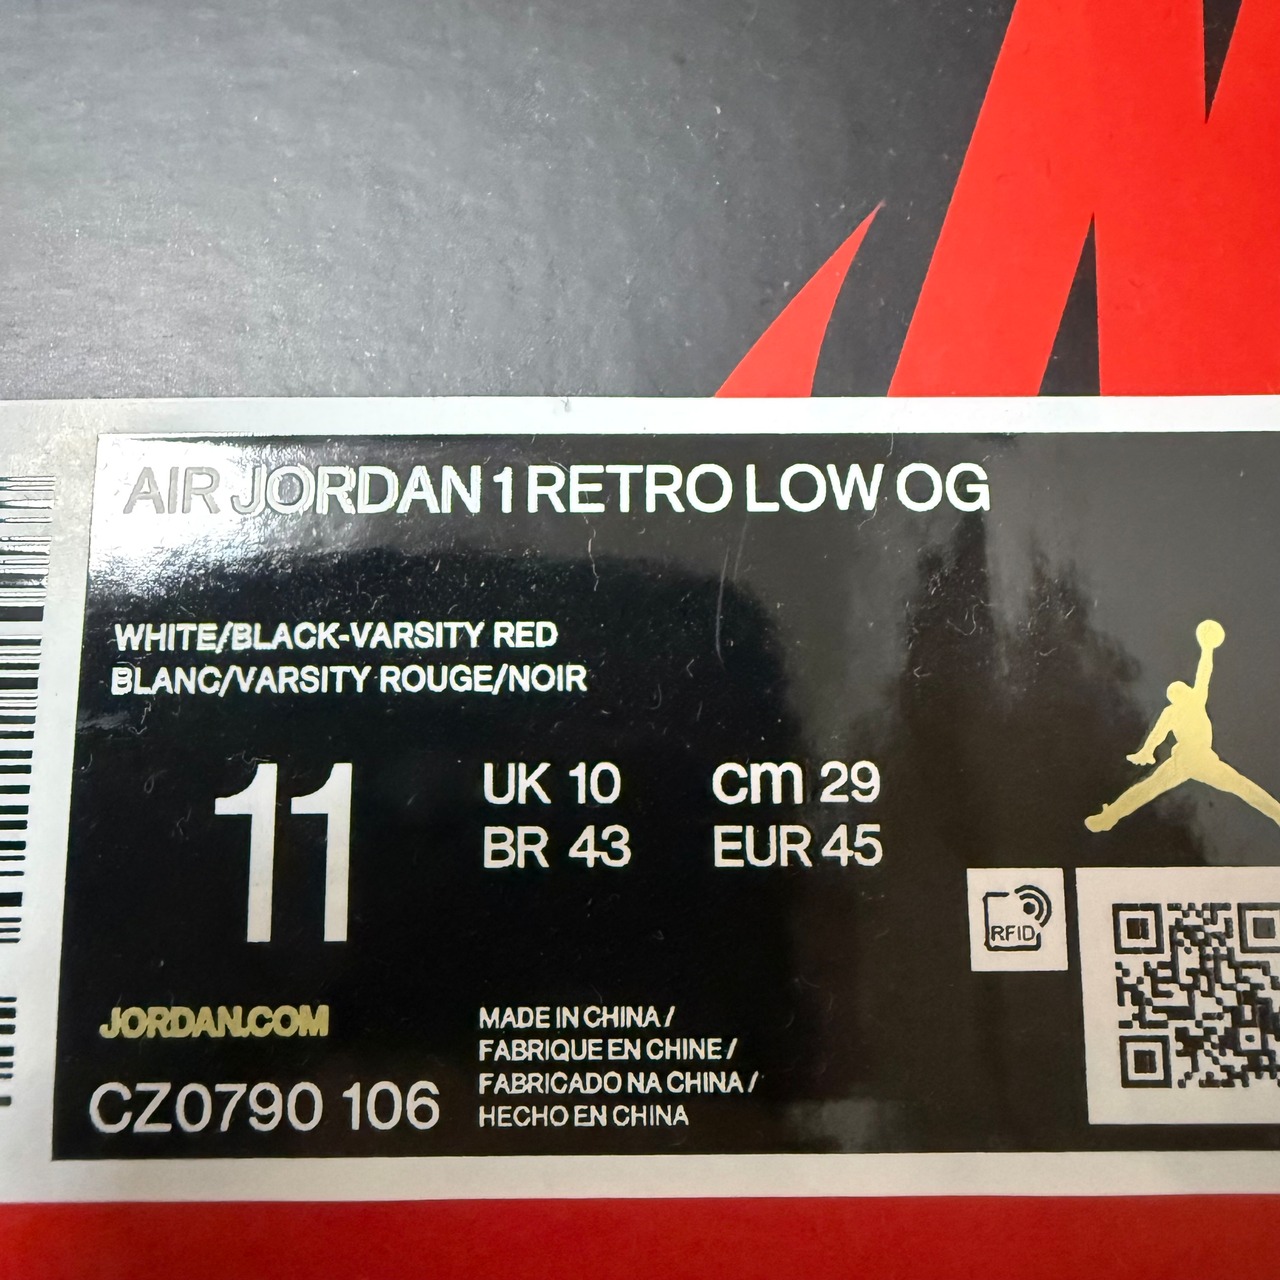 AIR JORDAN 1 RETRO LOW OG
WHITE/BLACK-VARSITY RED
BLANC/VARSITY ROUGE/NOIR
11
UK 10
cm 29
BR 43
EUR 45
RFID
JORDAN.COM
CZ0790 106
MADE IN CHINA /
FABRIQUE EN CHINE /
FABRICADO NA CHINA /
HECHO EN CHINA